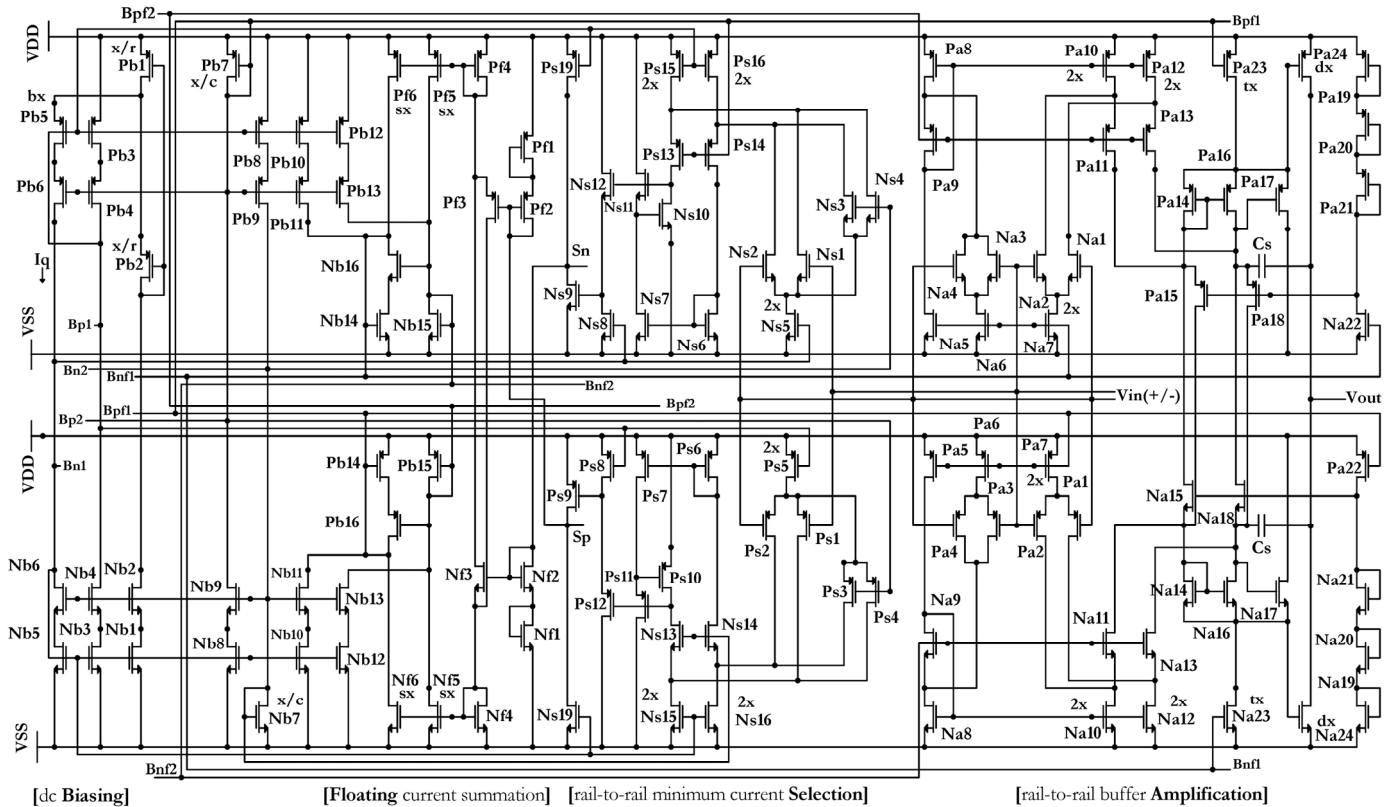 Bpf2
Bpf1
VDD
x/r
Pb1
Pb7
x/c
Pf6
sx
Pf5
sx
Pf4
Ps19
Ps15
2x
Ps16
2x
Pa8
Pa10
2x
Pa12
2x
Pa23
tx
Pa24
dx
Pa19
bx
Pb5
Pb3
Pb8
Pb10
Pb12
Pf1
Ps13
Ps14
Pa13
Pa11
Pa9
Pa16
Pa20
Pb6
Pb4
Pb9
Pb11
Pb13
Pf3
Pf2
Ns12
Ns11
Ns10
Ns3
Ns4
Pa14
Pa17
Pa21
x/r
Pb2
Iq
Nb16
Sn
Ns2
Ns1
Na3
Na4
Na2
Na1
Cs
Pa15
Pa18
VSS
Bp1
Nb14
Nb15
Ns9
Ns8
Ns7
Ns6
2x
Ns5
Na5
Na6
Na7
2x
Na22
Bn2
Bnf1
Bnf2
Vin(+/-)
Vout
Bp2
Bpf1
Bpf2
VDD
Bn1
Pb14
Pb15
Ps9
Ps8
Ps7
Ps6
2x
Ps5
Pa5
Pa6
Pa3
Pa7
2x
Pa1
Pa22
Pb16
Sp
Ps2
Ps1
Pa4
Pa2
Na15
Na18
Cs
Nb6
Nb4
Nb2
Nb9
Nb11
Nb13
Nf3
Nf2
Ps11
Ps12
Ps10
Ps3
Ps4
Na14
Na16
Na17
Na21
Nb5
Nb3
Nb1
Nb8
Nb10
Nb12
Nf1
Ns13
Ns14
Na9
Na11
Na13
Na20
VSS
x/c
Nb7
Nf6
sx
Nf5
sx
Nf4
Ns19
2x
Ns15
2x
Ns16
Na8
2x
Na10
2x
Na12
tx
Na23
dx
Na24
Na19
Bnf2
Bnf1
[dc Biasing]
[Floating current summation]
[rail-to-rail minimum current Selection]
[rail-to-rail buffer Amplification]